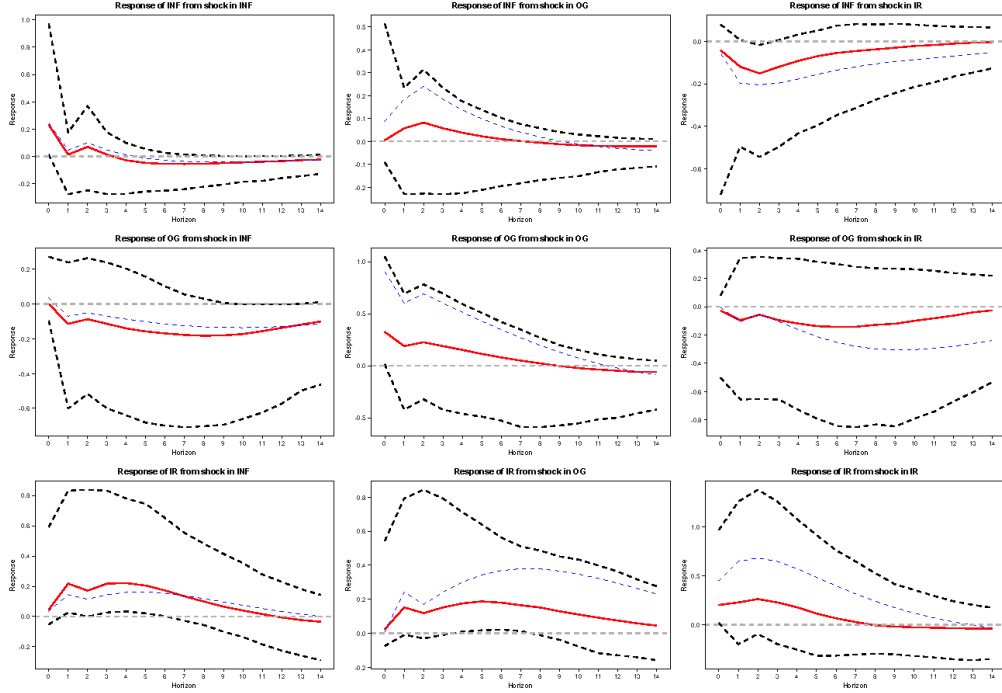 Response of INF from shock in INF
Response
1.0
0.8
0.6
0.4
0.2
0.0
-0.2
0 1 2 3 4 5 6 7 8 9 10 11 12 13 14
Horizon
Response of INF from shock in OG
Response
0.5
0.4
0.3
0.2
0.1
0.0
-0.1
-0.2
0 1 2 3 4 5 6 7 8 9 10 11 12 13 14
Horizon
Response of INF from shock in IR
Response
0.0
-0.2
-0.4
-0.6
0 1 2 3 4 5 6 7 8 9 10 11 12 13 14
Horizon
Response of OG from shock in INF
Response
0.2
0.0
-0.2
-0.4
-0.6
0 1 2 3 4 5 6 7 8 9 10 11 12 13 14
Horizon
Response of OG from shock in OG
Response
1.0
0.5
0.0
-0.5
0 1 2 3 4 5 6 7 8 9 10 11 12 13 14
Horizon
Response of OG from shock in IR
Response
0.4
0.2
0.0
-0.2
-0.4
-0.6
-0.8
0 1 2 3 4 5 6 7 8 9 10 11 12 13 14
Horizon
Response of IR from shock in INF
Response
0.8
0.6
0.4
0.2
0.0
-0.2
0 1 2 3 4 5 6 7 8 9 10 11 12 13 14
Horizon
Response of IR from shock in OG
Response
0.8
0.6
0.4
0.2
0.0
-0.2
0 1 2 3 4 5 6 7 8 9 10 11 12 13 14
Horizon
Response of IR from shock in IR
Response
1.0
0.5
0.0
0 1 2 3 4 5 6 7 8 9 10 11 12 13 14
Horizon